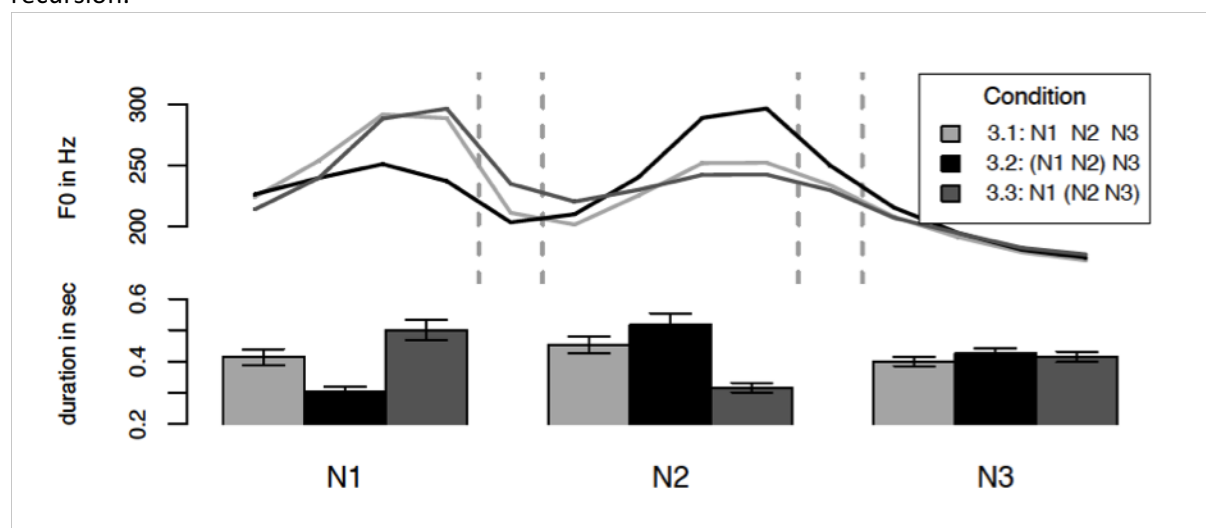 recursion.
300
250
200
F0 in Hz
Condition
3.1: N1 N2 N3
3.2: (N1 N2) N3
3.3: N1 (N2 N3)
0.6
0.4
0.2
duration in sec
N1 N2 N3